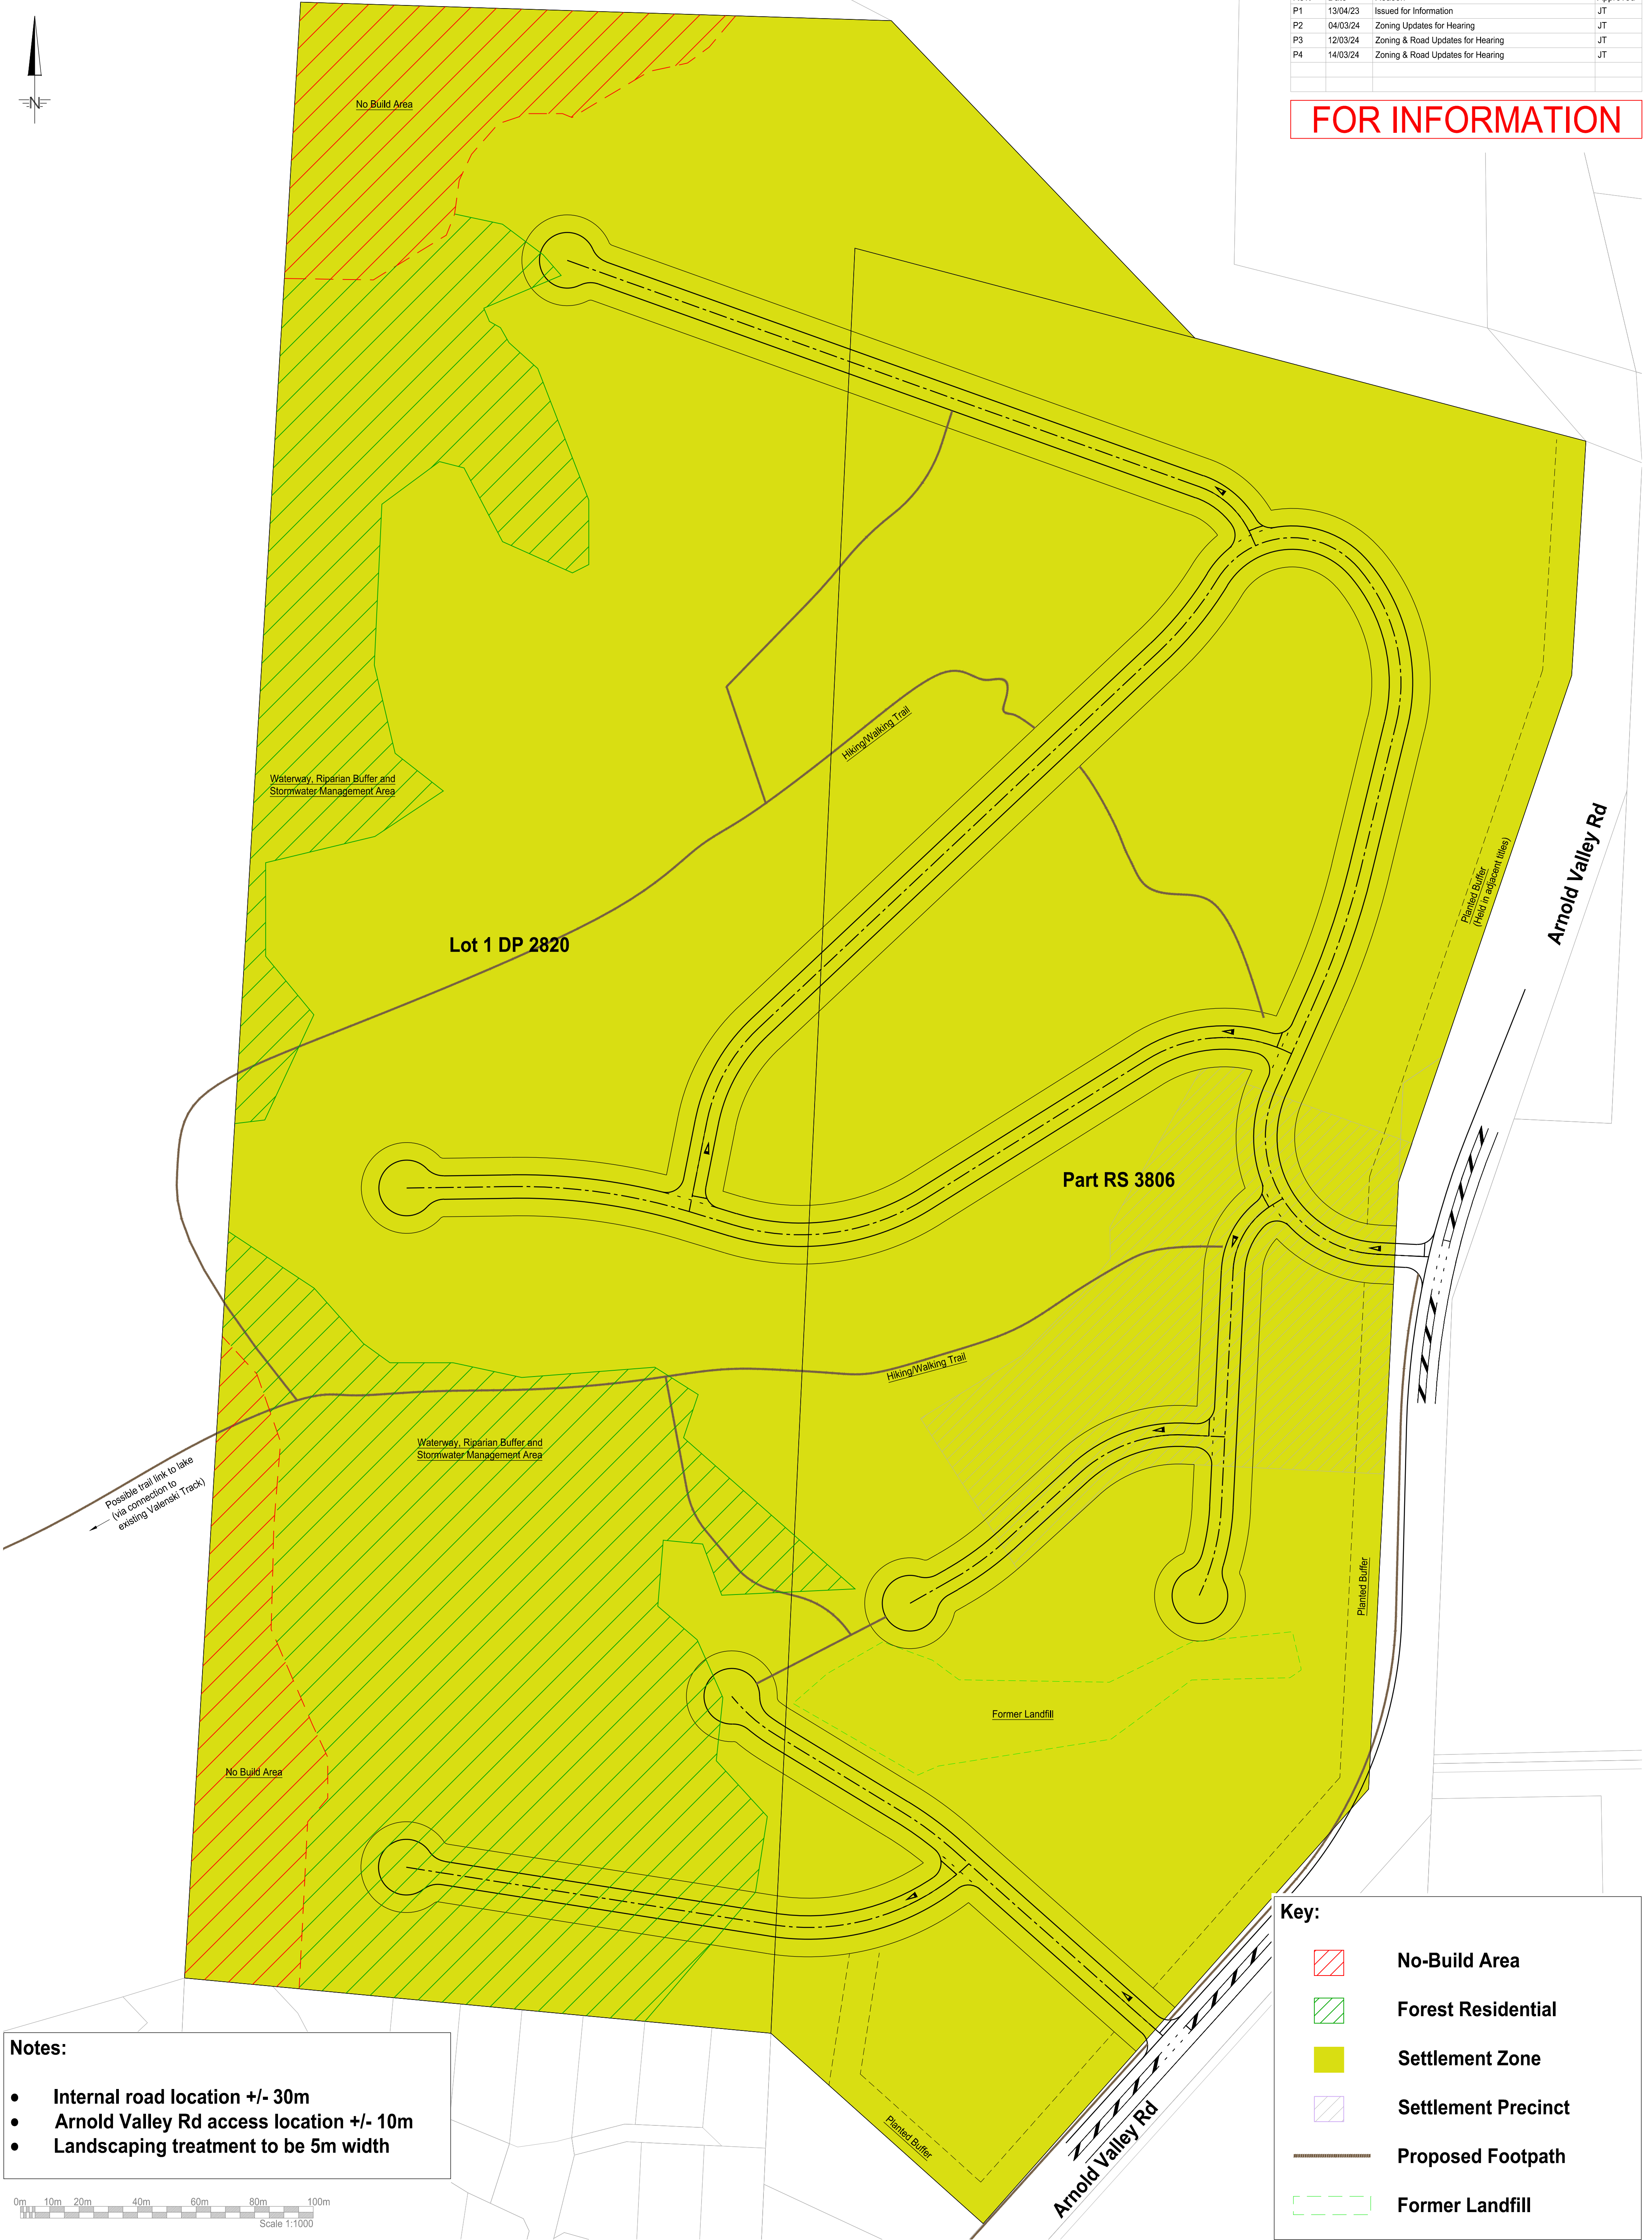 P1 13/04/23 Issued for Information JT
P2 04/03/24 Zoning Updates for Hearing JT
P3 12/03/24 Zoning & Road Updates for Hearing JT
P4 14/03/24 Zoning & Road Updates for Hearing JT
FOR INFORMATION
N
No Build Area
Hiking/Walking Trail
Waterway, Riparian Buffer and
Stormwater Management Area
Planted Buffer
(Held in adjacent titles)
Arnold Valley Rd
Lot 1 DP 2820
Part RS 3806
Hiking/Walking Trail
Waterway, Riparian Buffer and
Stormwater Management Area
Possible trail link to lake
(via connection to
existing Valenski Track)
Planted Buffer
Former Landfill
No Build Area
Planted Buffer
Arnold Valley Rd
Notes:
• Internal road location +/- 30m
• Arnold Valley Rd access location +/- 10m
• Landscaping treatment to be 5m width
0m 10m 20m 40m 60m 80m 100m
Scale 1:1000
Key:
No-Build Area
Forest Residential
Settlement Zone
Settlement Precinct
Proposed Footpath
Former Landfill